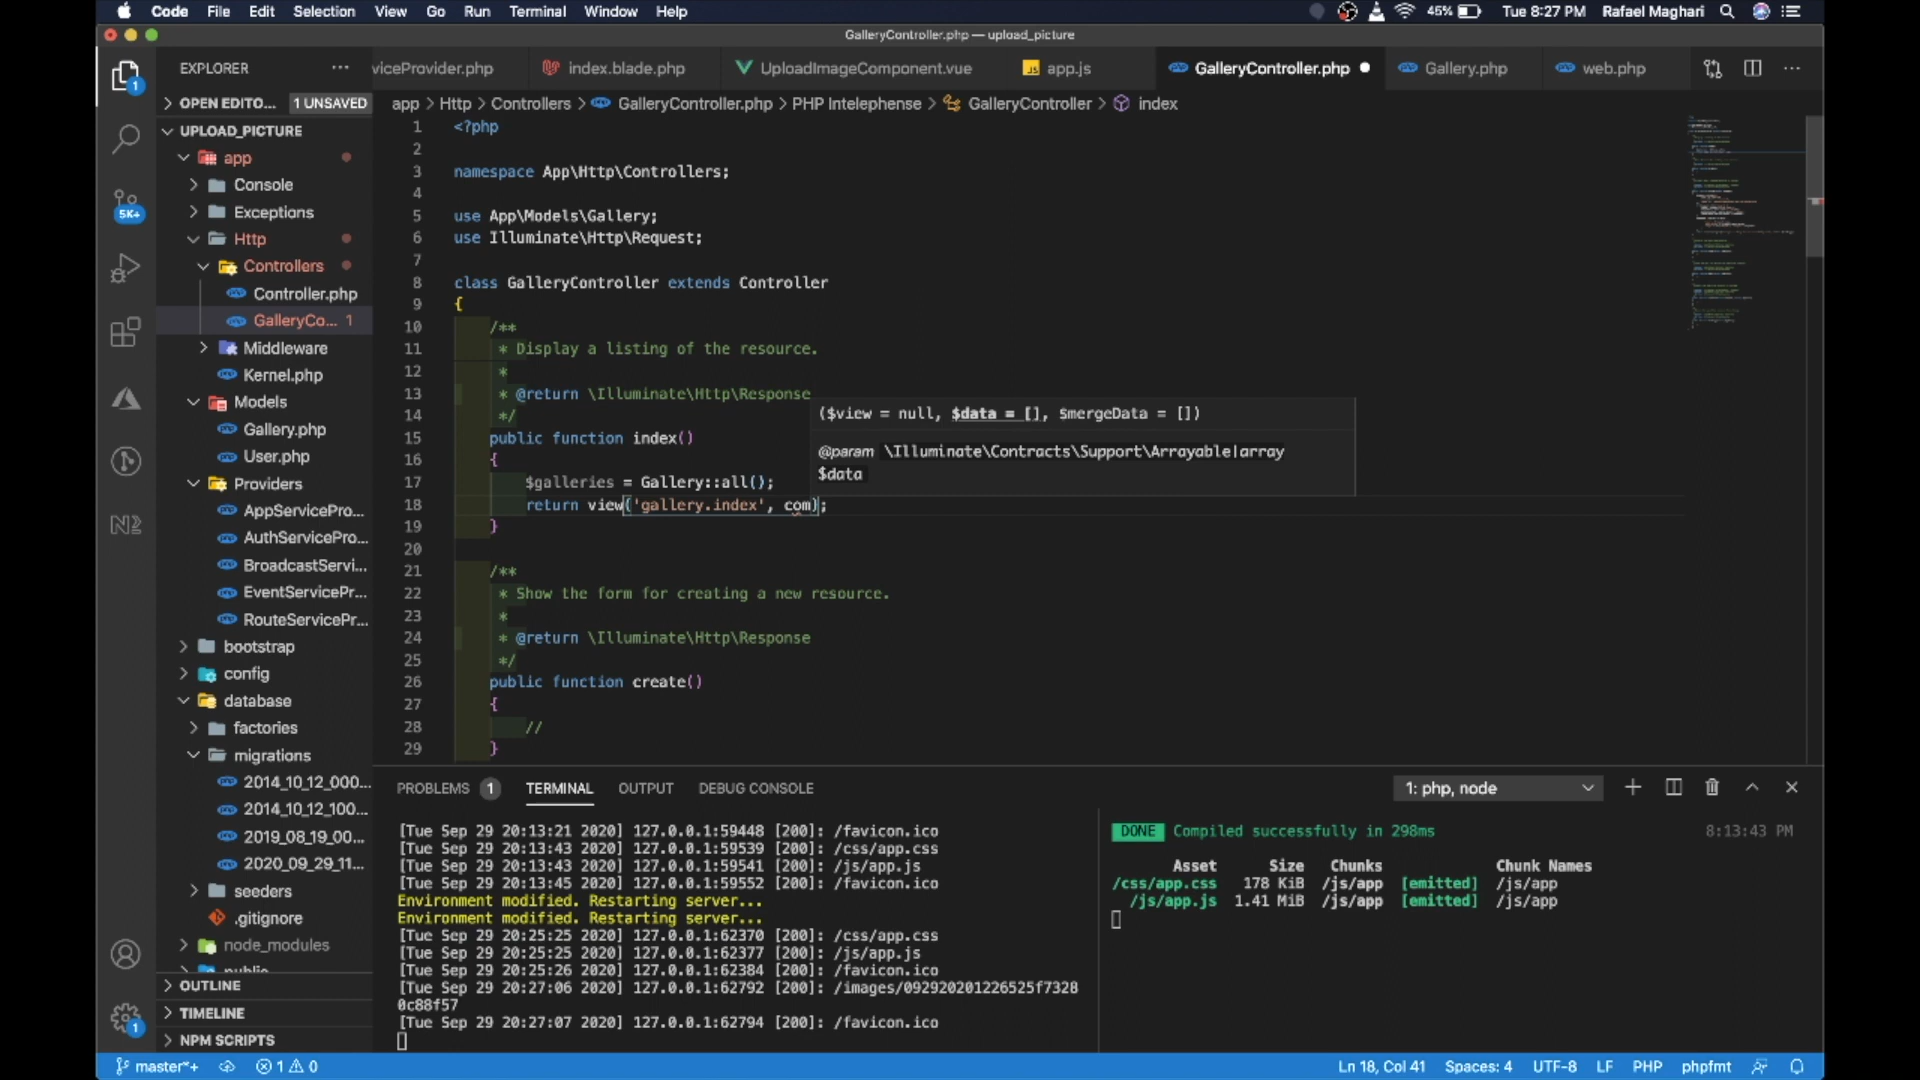 Code File Edit Selection View Go Run Terminal Window Help 45% Tue 8:27 PM Rafael Maghari
GalleryController.php — upload_picture
EXPLORER ··· viceProvider.php index.blade.php UploadImageComponent.vue JS app.js GalleryController.php Gallery.php web.php ···
OPEN EDITO... 1 UNSAVED
app > Http > Controllers > GalleryController.php > PHP Intelephense > GalleryController > index
UPLOAD_PICTURE
app
Console
Exceptions
Http
Controllers
Controller.php
GalleryCo... 1
Middleware
Kernel.php
Models
Gallery.php
User.php
Providers
AppServicePro...
AuthServicePro...
BroadcastServi...
EventServicePr...
RouteServicePr...
bootstrap
config
database
factories
migrations
2014_10_12_000...
2014_10_12_100...
2019_08_19_00...
2020_09_29_11...
seeders
.gitignore
node_modules
public
OUTLINE
TIMELINE
NPM SCRIPTS
1
5K+
1
1 <?php
2
3 namespace App\Http\Controllers;
4
5 use App\Models\Gallery;
6 use Illuminate\Http\Request;
7
8 class GalleryController extends Controller
9 {
10 /**
11 * Display a listing of the resource.
12 *
13 * @return \Illuminate\Http\Response
14 */
15 public function index()
16 {
17 $galleries = Gallery::all();
18 return view('gallery.index', com);
19 }
20
21 /**
22 * Show the form for creating a new resource.
23 *
24 * @return \Illuminate\Http\Response
25 */
26 public function create()
27 {
28 //
29 }
($view = null, $data = [], $mergeData = [])
@param \Illuminate\Contracts\Support\Arrayable|array
$data
PROBLEMS 1 TERMINAL OUTPUT DEBUG CONSOLE 1: php, node
[Tue Sep 29 20:13:21 2020] 127.0.0.1:59448 [200]: /favicon.ico
[Tue Sep 29 20:13:43 2020] 127.0.0.1:59539 [200]: /css/app.css
[Tue Sep 29 20:13:43 2020] 127.0.0.1:59541 [200]: /js/app.js
[Tue Sep 29 20:13:45 2020] 127.0.0.1:59552 [200]: /favicon.ico
Environment modified. Restarting server...
Environment modified. Restarting server...
[Tue Sep 29 20:25:25 2020] 127.0.0.1:62370 [200]: /css/app.css
[Tue Sep 29 20:25:25 2020] 127.0.0.1:62377 [200]: /js/app.js
[Tue Sep 29 20:25:26 2020] 127.0.0.1:62384 [200]: /favicon.ico
[Tue Sep 29 20:27:06 2020] 127.0.0.1:62792 [200]: /images/092920201226525f7328
0c88f57
[Tue Sep 29 20:27:07 2020] 127.0.0.1:62794 [200]: /favicon.ico
DONE Compiled successfully in 298ms 8:13:43 PM
Asset Size Chunks Chunk Names
/css/app.css 178 KiB /js/app [emitted] /js/app
/js/app.js 1.41 MiB /js/app [emitted] /js/app
master*+ 1 0 Ln 18, Col 41 Spaces: 4 UTF-8 LF PHP phpfmt